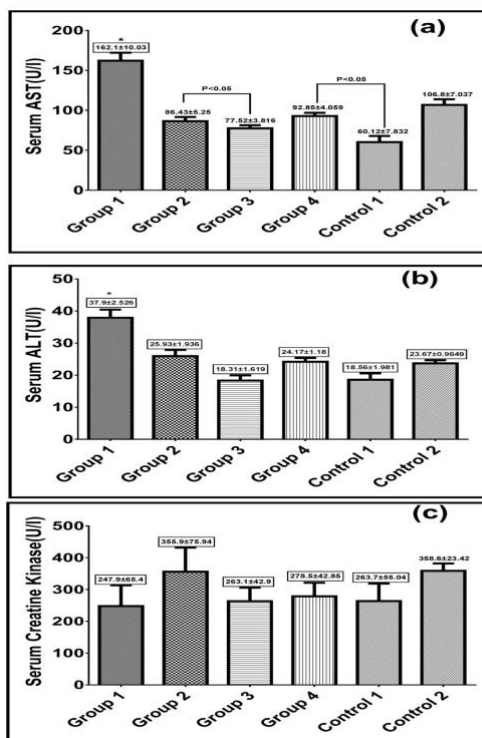 (a)
Serum AST(U/l)
200
150
100
50
0
*
162.1±10.03
P<0.05
86.43±5.25
77.52±3.816
P<0.05
92.85±4.059
60.12±7.832
106.8±7.037
Group 1
Group 2
Group 3
Group 4
Control 1
Control 2
(b)
Serum ALT(U/l)
40
30
20
10
0
*
37.9±2.526
25.93±1.936
18.31±1.619
24.17±1.18
18.56±1.981
23.67±0.9649
Group 1
Group 2
Group 3
Group 4
Control 1
Control 2
(c)
Serum Creatine Kinase(U/l)
500
400
300
200
100
0
247.9±65.4
355.9±75.94
263.1±42.9
278.5±42.85
263.7±55.04
358.6±23.42
Group 1
Group 2
Group 3
Group 4
Control 1
Control 2